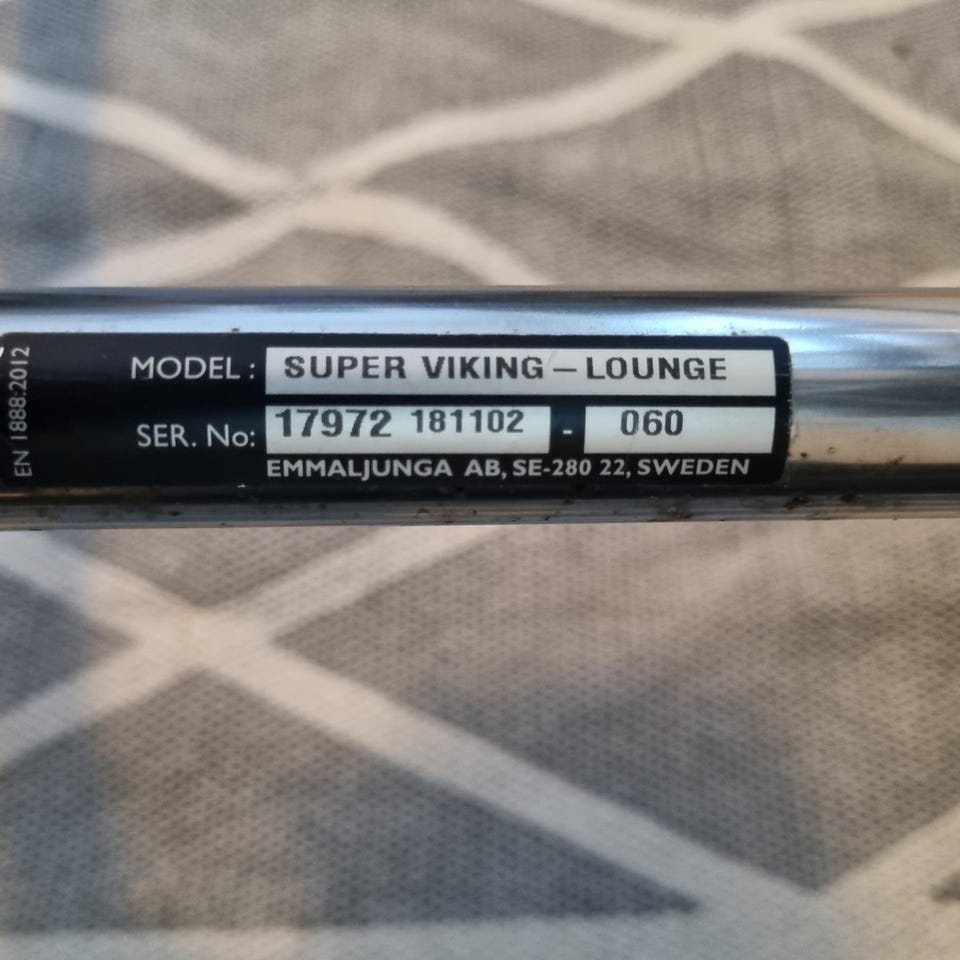 EN 1888:2012
MODEL : SUPER VIKING – LOUNGE
SER. No: 17972 181102 - 060
EMMALJUNGA AB, SE-280 22, SWEDEN